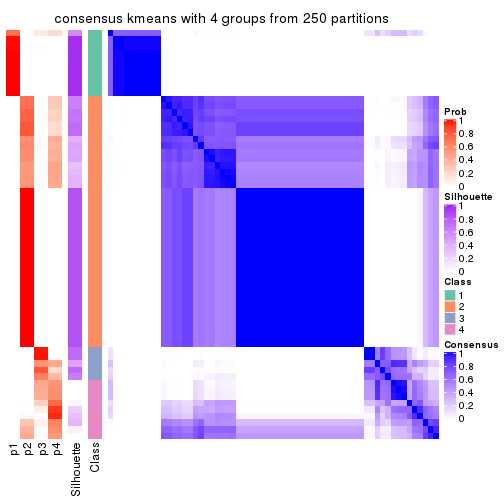 consensus kmeans with 4 groups from 250 partitions
Prob
1
0.8
0.6
0.4
0.2
0
Silhouette
1
0.8
0.6
0.4
0.2
0
Class
1
2
3
4
Consensus
1
0.8
0.6
0.4
0.2
0
p1
p2
p3
p4
Silhouette
Class